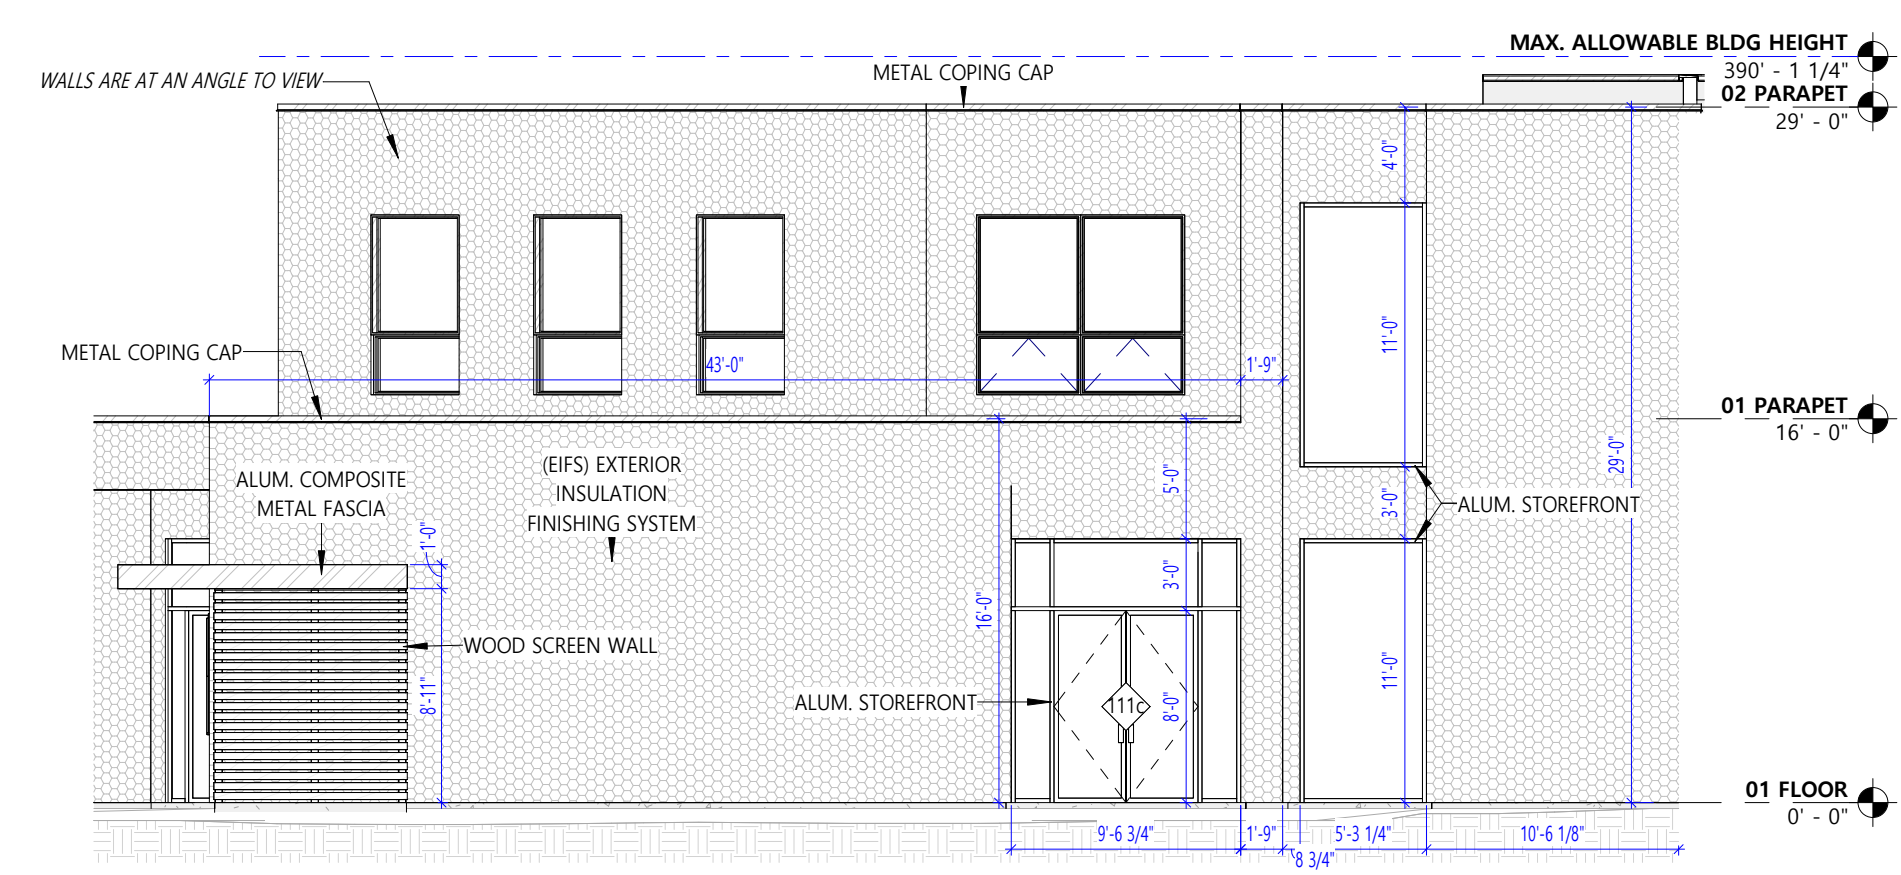 MAX. ALLOWABLE BLDG HEIGHT
390' - 1 1/4"
METAL COPING CAP
WALLS ARE AT AN ANGLE TO VIEW
02 PARAPET
29' - 0"
4'-0"
11'-0"
METAL COPING CAP
43'-0"
1'-9"
01 PARAPET
16' - 0"
(EIFS) EXTERIOR
INSULATION
FINISHING SYSTEM
ALUM. COMPOSITE
METAL FASCIA
5'-0"
29'-0"
3'-0"
ALUM. STOREFRONT
1'-0"
3'-0"
16'-0"
WOOD SCREEN WALL
8'-11"
ALUM. STOREFRONT
111c
8'-0"
11'-0"
01 FLOOR
0' - 0"
9'-6 3/4"
1'-9"
5'-3 1/4"
10'-6 1/8"
8 3/4"